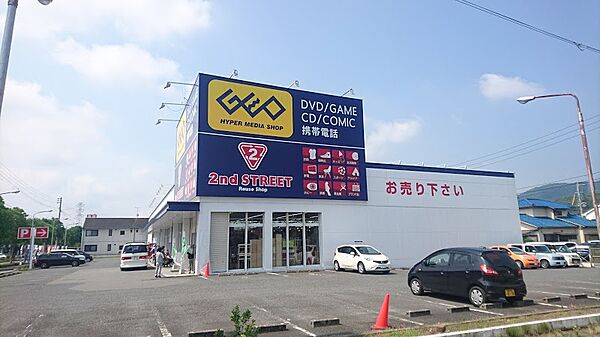 GEO
HYPER MEDIA SHOP
DVD/GAME
CD/COMIC
携帯電話
2
2nd STREET
Reuse Shop
お売り下さい
P